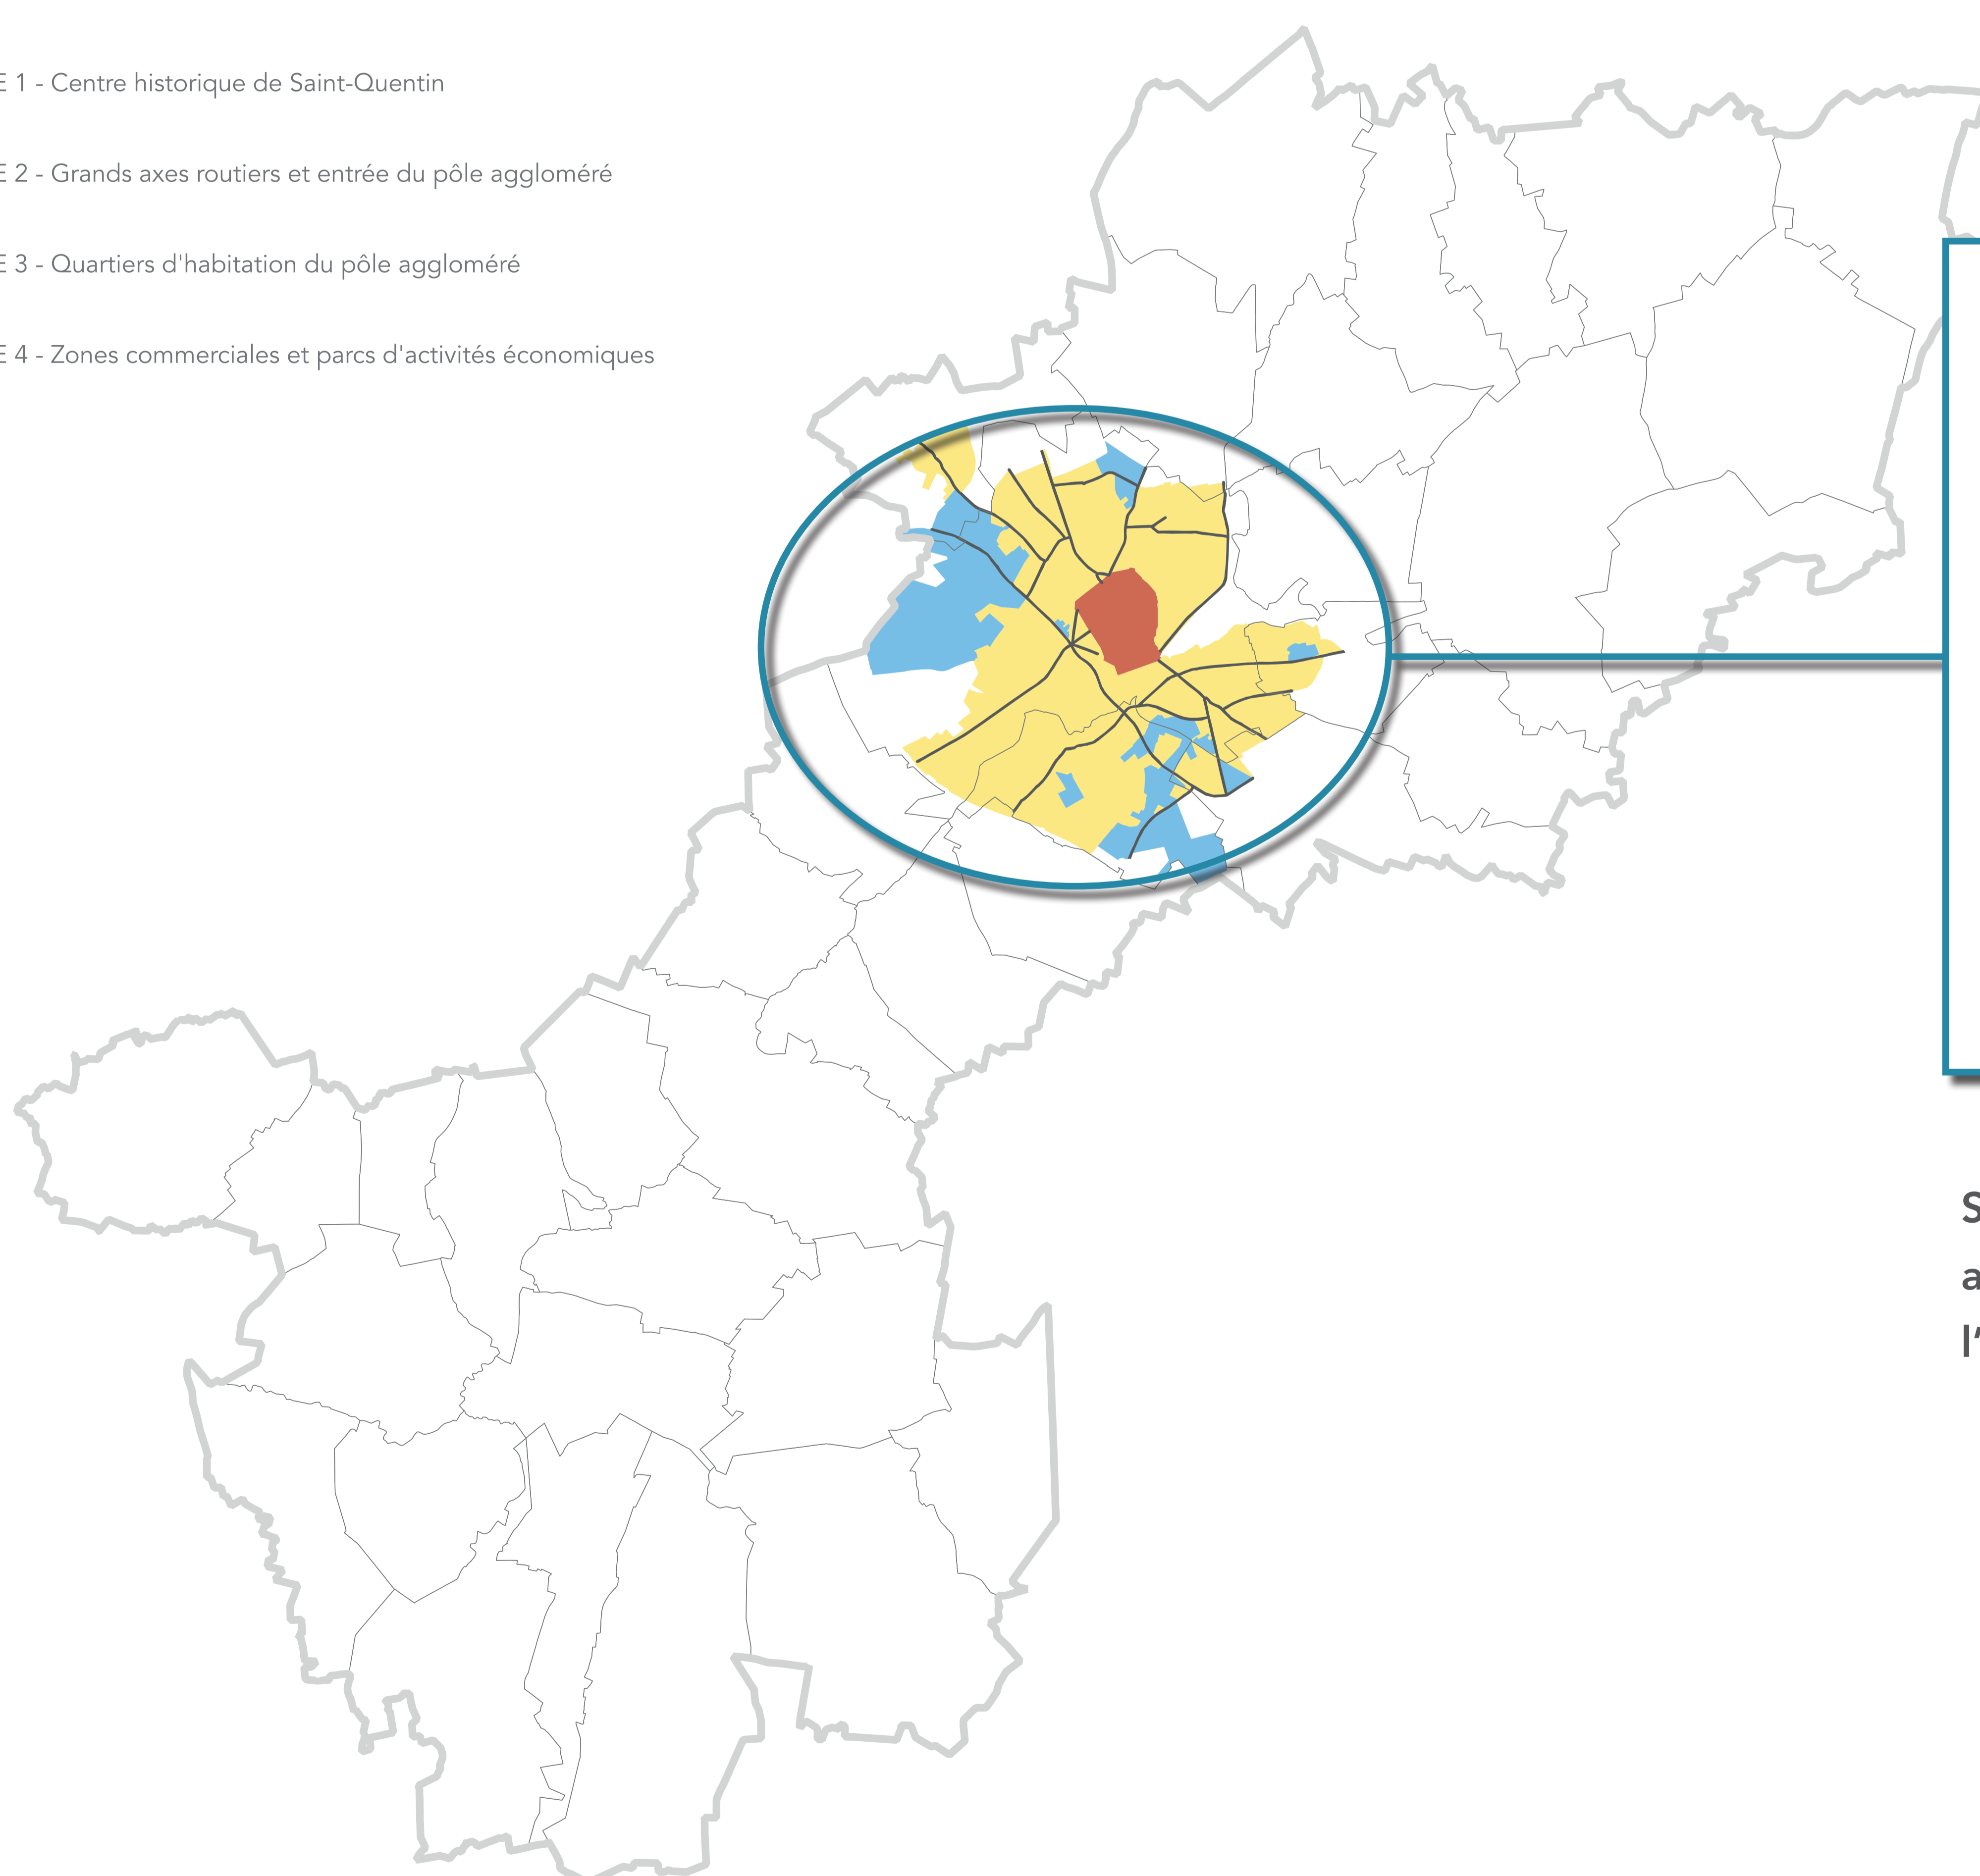 E 1 - Centre historique de Saint-Quentin
E 2 - Grands axes routiers et entrée du pôle aggloméré
E 3 - Quartiers d'habitation du pôle aggloméré
E 4 - Zones commerciales et parcs d'activités économiques
S
a
l'